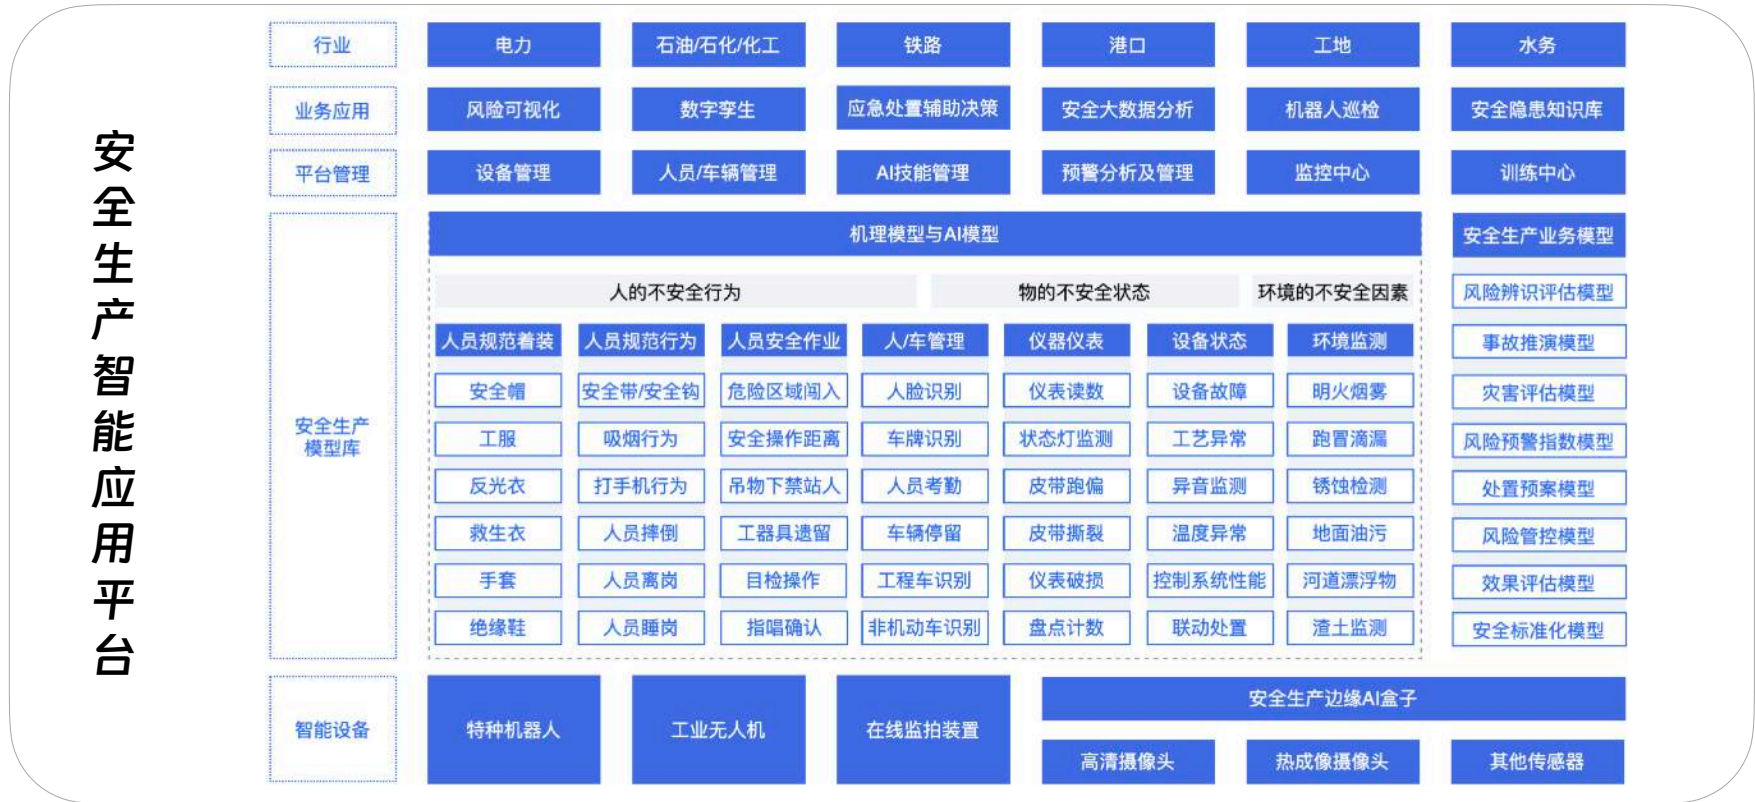 安全生产智能应用平台
行业 电力 石油/石化/化工 铁路 港口 工地 水务
业务应用 风险可视化 数字孪生 应急处置辅助决策 安全大数据分析 机器人巡检 安全隐患知识库
平台管理 设备管理 人员/车辆管理 AI技能管理 预警分析及管理 监控中心 训练中心
安全生产
模型库
机理模型与AI模型
人的不安全行为 物的不安全状态 环境的不安全因素
人员规范着装 人员规范行为 人员安全作业 人/车管理 仪器仪表 设备状态 环境监测
安全帽 安全带/安全钩 危险区域闯入 人脸识别 仪表读数 设备故障 明火烟雾
工服 吸烟行为 安全操作距离 车牌识别 状态灯监测 工艺异常 跑冒滴漏
反光衣 打手机行为 吊物下禁站人 人员考勤 皮带跑偏 异音监测 锈蚀检测
救生衣 人员摔倒 工器具遗留 车辆停留 皮带撕裂 温度异常 地面油污
手套 人员离岗 目检操作 工程车识别 仪表破损 控制系统性能 河道漂浮物
绝缘鞋 人员睡岗 指唱确认 非机动车识别 盘点计数 联动处置 渣土监测
安全生产业务模型
风险辨识评估模型
事故推演模型
灾害评估模型
风险预警指数模型
处置预案模型
风险管控模型
效果评估模型
安全标准化模型
智能设备 特种机器人 工业无人机 在线监拍装置
安全生产边缘AI盒子
高清摄像头 热成像摄像头 其他传感器